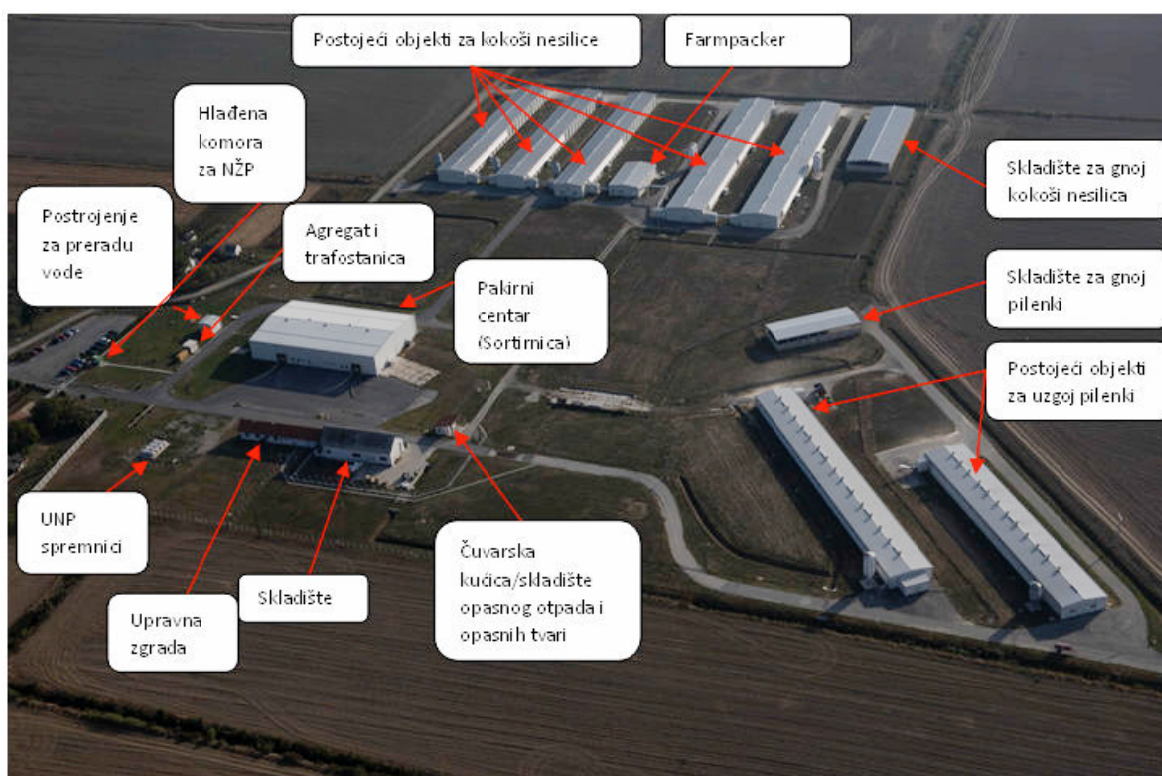 Postojeći objekti za kokoši nesilice
Farmpacker
Hlađena
komora
za NŽP
Skladište za gnoj
kokoši nesilica
Postrojenje
za preradu
vode
Agregat i
trafostanica
Pakirni
centar
(Sortirnica)
Skladište za gnoj
pilenki
Postojeći objekti
za uzgoj pilenki
UNP
spremnici
Upravna
zgrada
Skladište
Čuvarska
kućica/skladište
opasnog otpada i
opasnih tvari